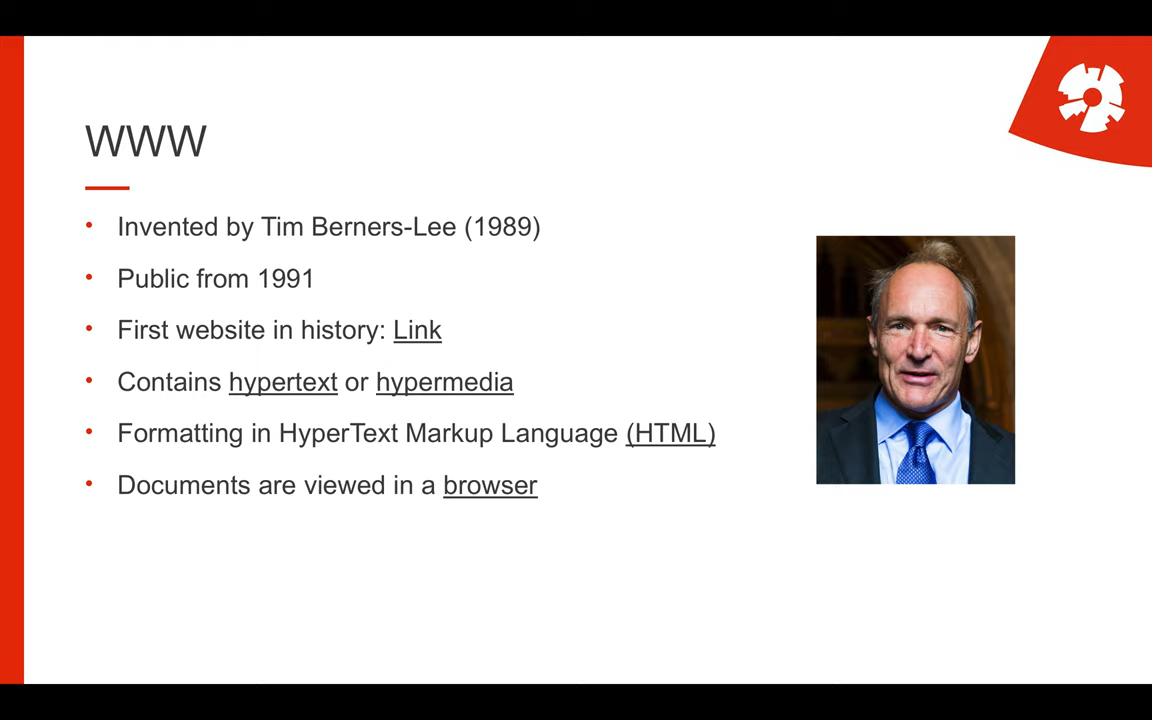 WWW
• Invented by Tim Berners-Lee (1989)
• Public from 1991
• First website in history: Link
• Contains hypertext or hypermedia
• Formatting in HyperText Markup Language (HTML)
• Documents are viewed in a browser